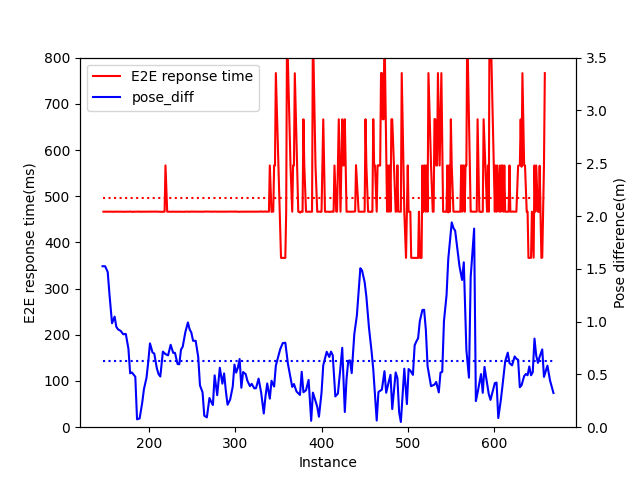 E2E reponse time
pose_diff
800
700
600
500
400
300
200
100
0
E2E response time(ms)
3.5
3.0
2.5
2.0
1.5
1.0
0.5
0.0
Pose difference(m)
200 300 400 500 600
Instance